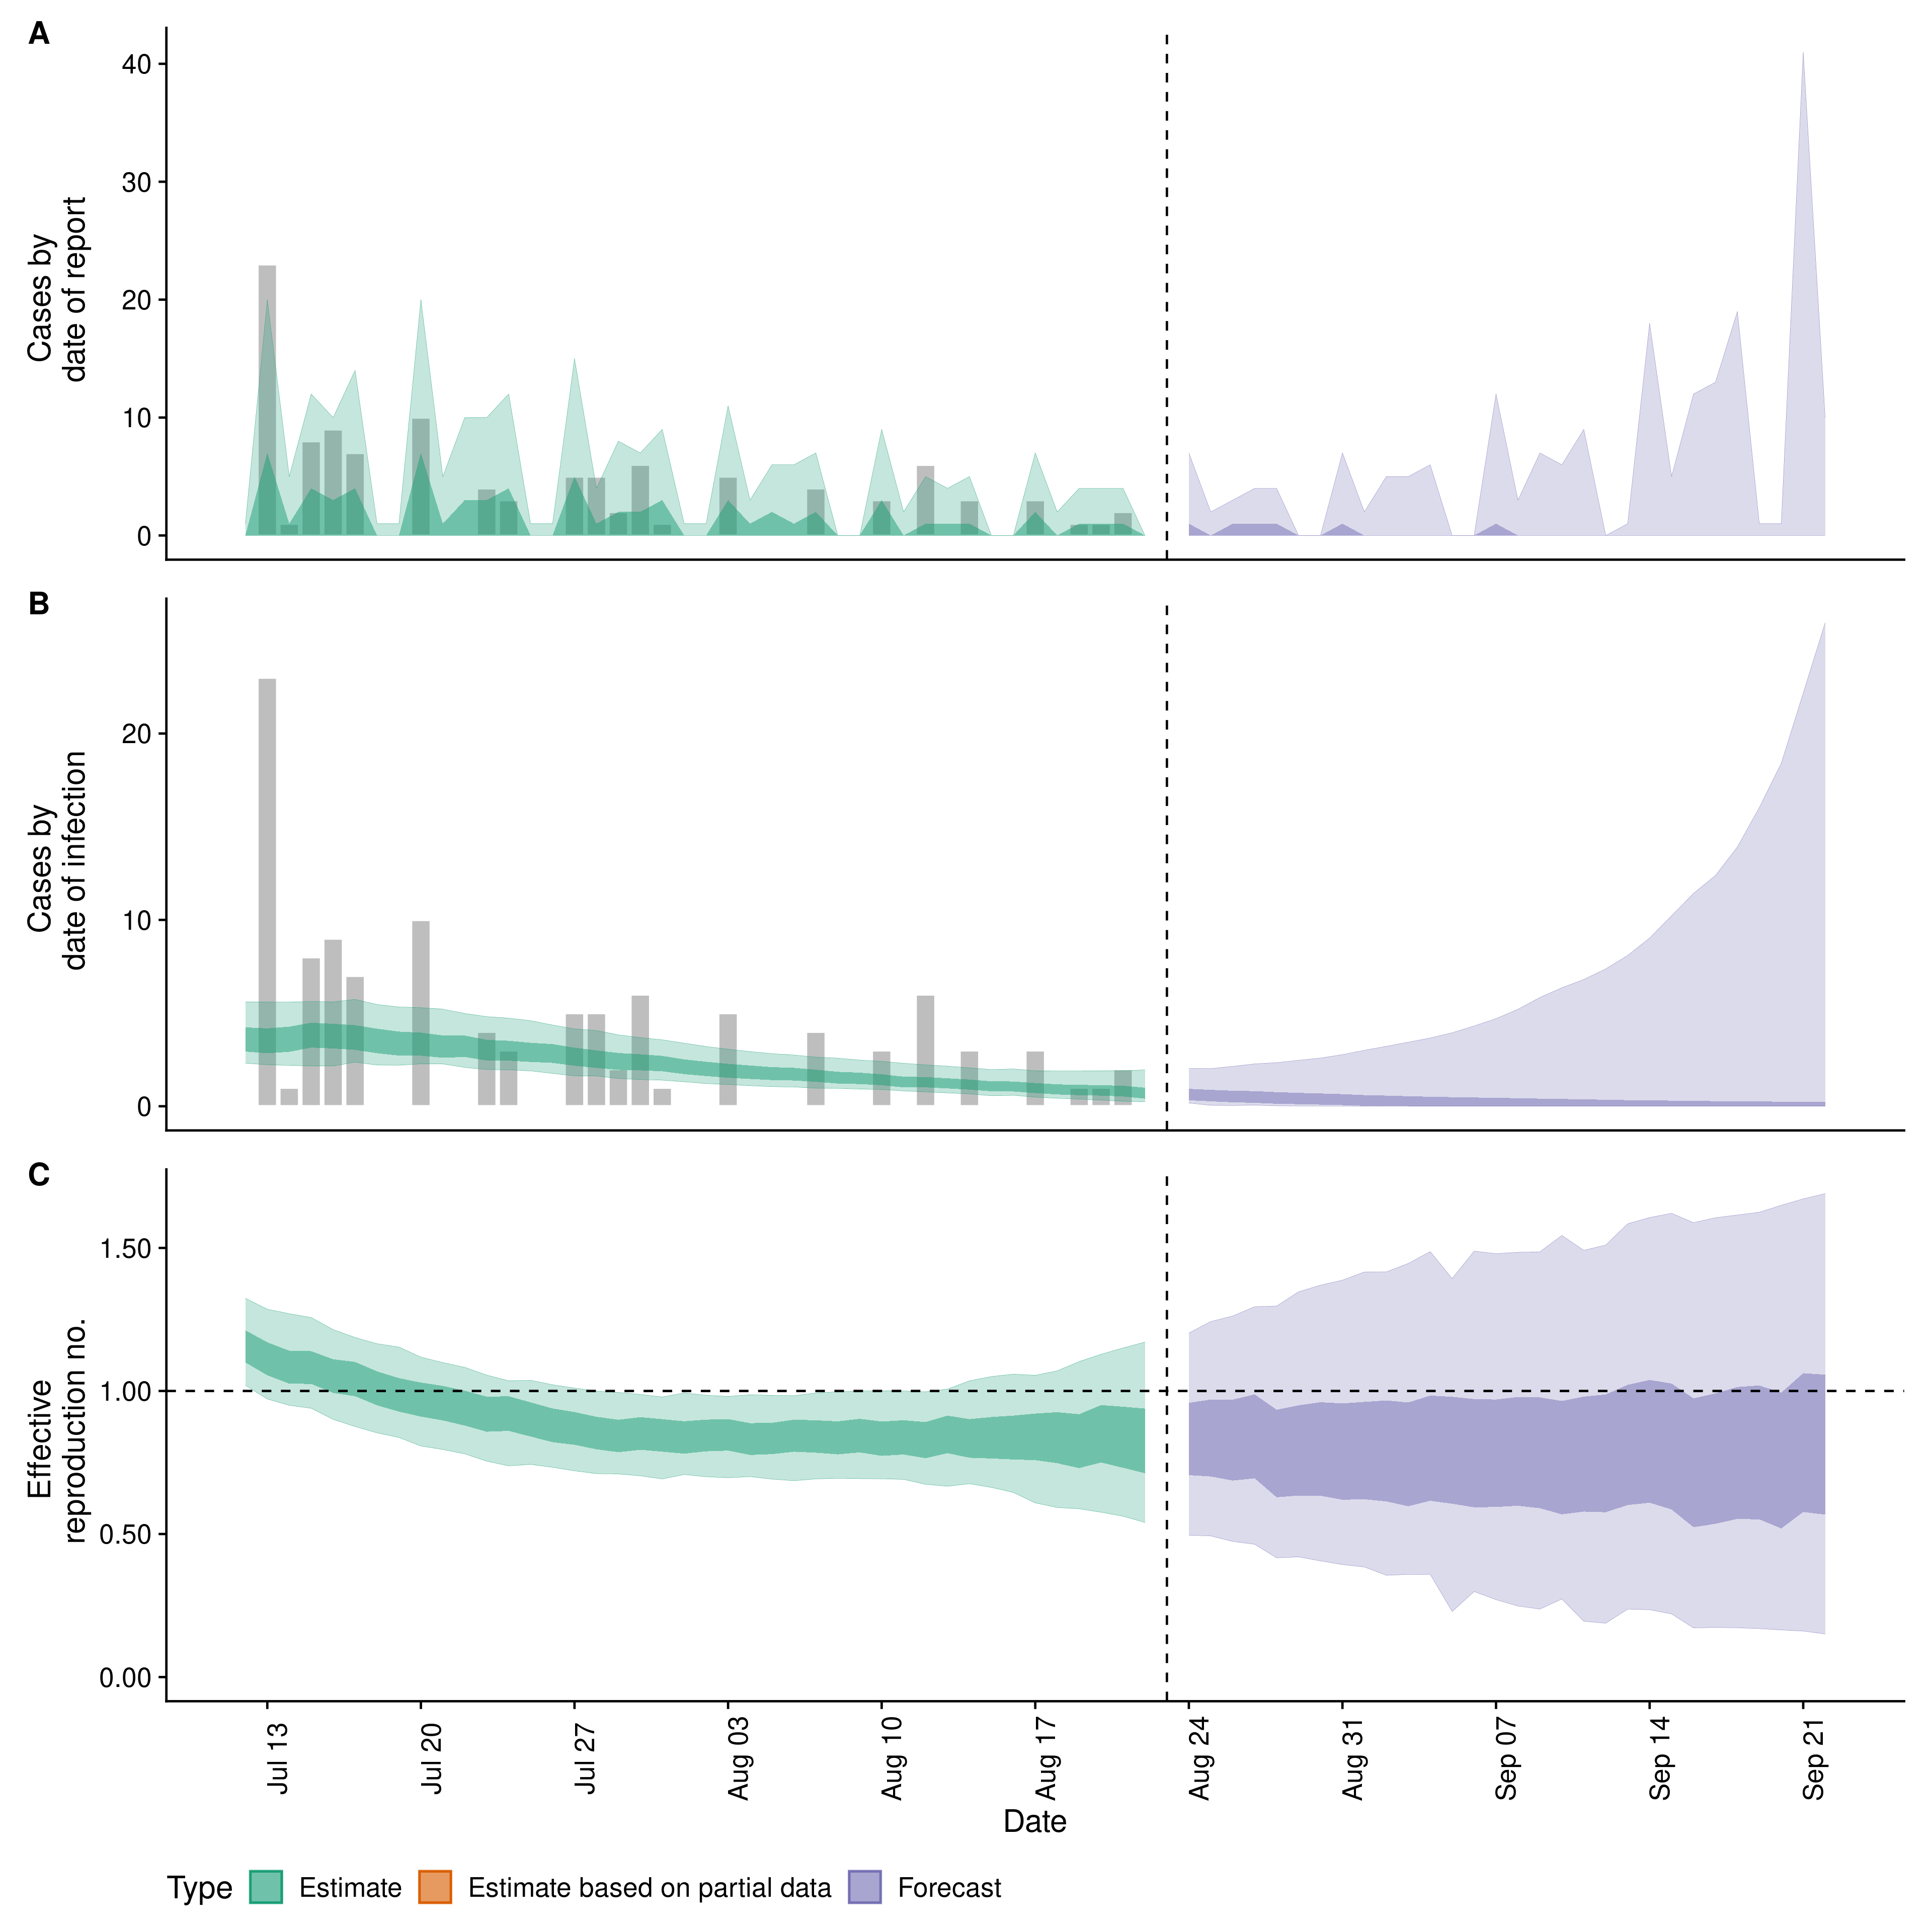 A
Cases by
date of report
40
30
20
10
0
B
Cases by
date of infection
20
10
0
C
Effective
reproduction no.
1.50
1.00
0.50
0.00
Jul 13
Jul 20
Jul 27
Aug 03
Aug 10
Aug 17
Aug 24
Aug 31
Sep 07
Sep 14
Sep 21
Date
Type Estimate Estimate based on partial data Forecast